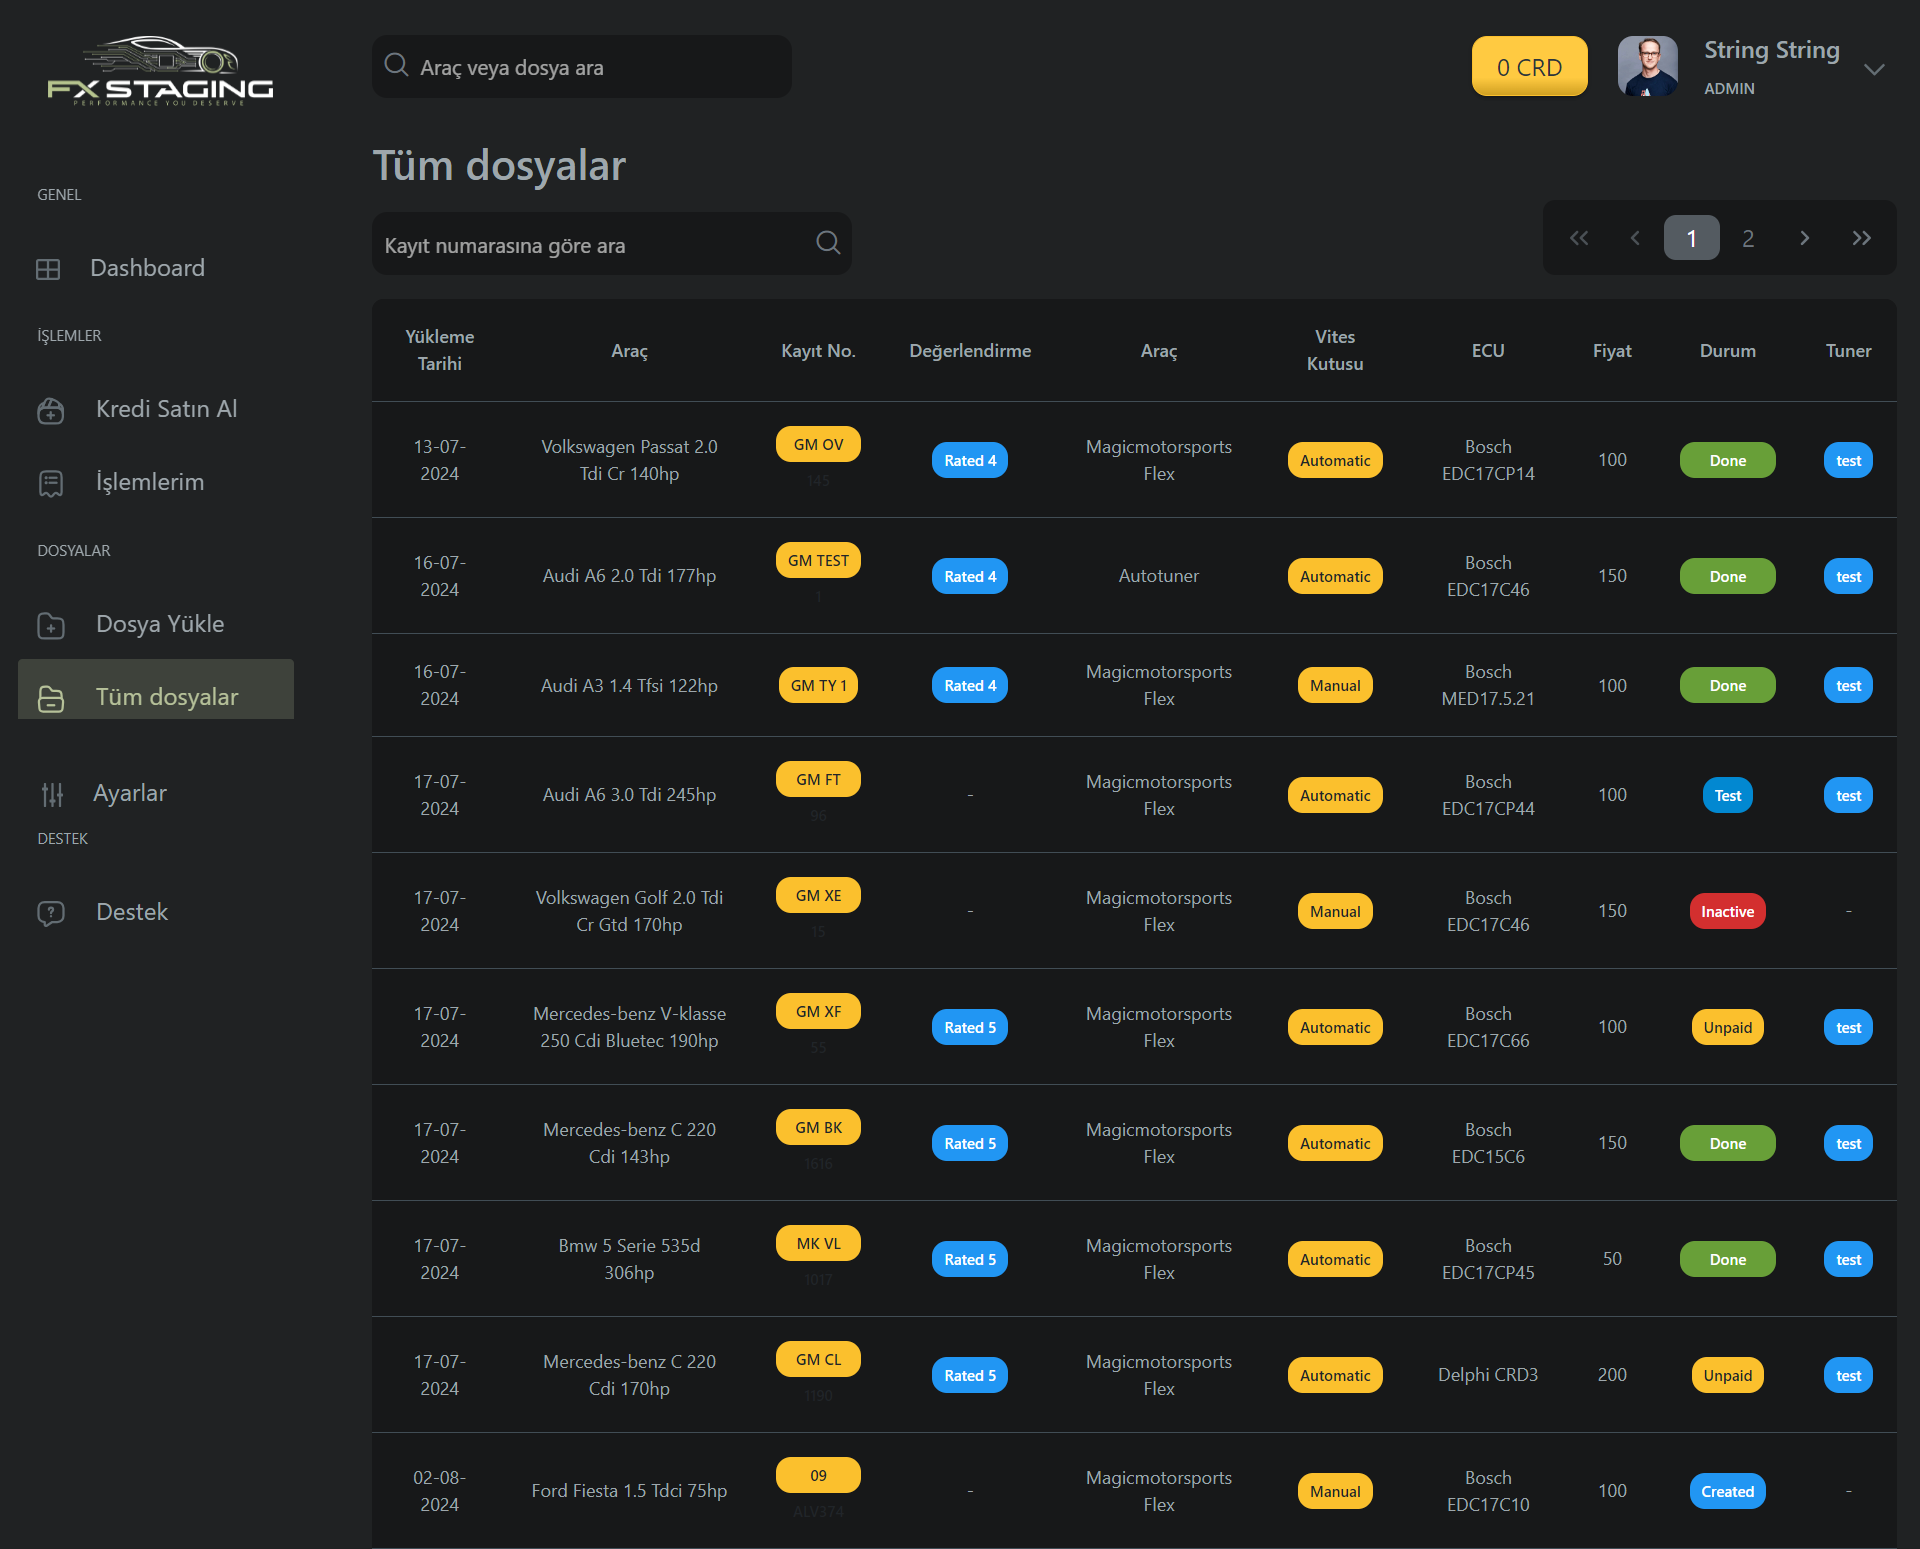 FX STAGING
PERFORMANCE YOU DESERVE
Araç veya dosya ara
0 CRD
String String
ADMIN
GENEL
Dashboard
İŞLEMLER
Kredi Satın Al
İşlemlerim
DOSYALAR
Dosya Yükle
Tüm dosyalar
Ayarlar
DESTEK
Destek
Tüm dosyalar
Kayıt numarasına göre ara
1 2
Yükleme Tarihi Araç Kayıt No. Değerlendirme Araç Vites Kutusu ECU Fiyat Durum Tuner
13-07-2024 Volkswagen Passat 2.0 Tdi Cr 140hp GM OV 145 Rated 4 Magicmotorsports Flex Automatic Bosch EDC17CP14 100 Done test
16-07-2024 Audi A6 2.0 Tdi 177hp GM TEST 1 Rated 4 Autotuner Automatic Bosch EDC17C46 150 Done test
16-07-2024 Audi A3 1.4 Tfsi 122hp GM TY 1 Rated 4 Magicmotorsports Flex Manual Bosch MED17.5.21 100 Done test
17-07-2024 Audi A6 3.0 Tdi 245hp GM FT 96 - Magicmotorsports Flex Automatic Bosch EDC17CP44 100 Test test
17-07-2024 Volkswagen Golf 2.0 Tdi Cr Gtd 170hp GM XE 15 - Magicmotorsports Flex Manual Bosch EDC17C46 150 Inactive -
17-07-2024 Mercedes-benz V-klasse 250 Cdi Bluetec 190hp GM XF 55 Rated 5 Magicmotorsports Flex Automatic Bosch EDC17C66 100 Unpaid test
17-07-2024 Mercedes-benz C 220 Cdi 143hp GM BK 1616 Rated 5 Magicmotorsports Flex Automatic Bosch EDC15C6 150 Done test
17-07-2024 Bmw 5 Serie 535d 306hp MK VL 1017 Rated 5 Magicmotorsports Flex Automatic Bosch EDC17CP45 50 Done test
17-07-2024 Mercedes-benz C 220 Cdi 170hp GM CL 1190 Rated 5 Magicmotorsports Flex Automatic Delphi CRD3 200 Unpaid test
02-08-2024 Ford Fiesta 1.5 Tdci 75hp 09 ALV374 - Magicmotorsports Flex Manual Bosch EDC17C10 100 Created -